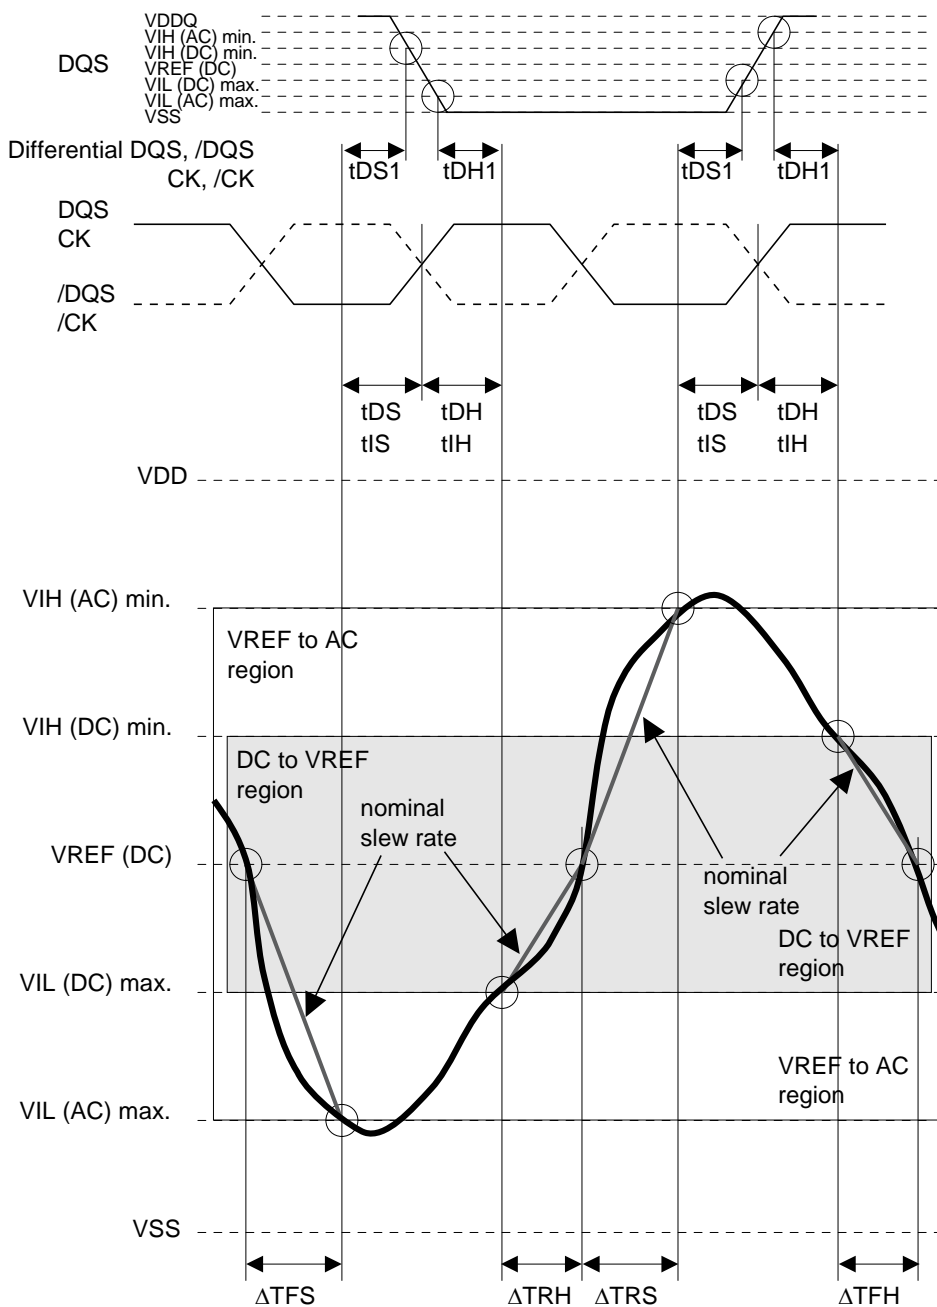 VDDQ
VIH (AC) min.
VIH (DC) min.
VREF (DC)
VIL (DC) max.
VIL (AC) max.
VSS
DQS
Differential DQS, /DQS
CK, /CK
tDS1
tDH1
tDS1
tDH1
DQS
CK
/DQS
/CK
tDS
tIS
tDH
tIH
tDS
tIS
tDH
tIH
VDD
VIH (AC) min.
VREF to AC
region
VIH (DC) min.
DC to VREF
region
nominal
slew rate
VREF (DC)
nominal
slew rate
DC to VREF
region
VIL (DC) max.
VREF to AC
region
VIL (AC) max.
VSS
ΔTFS
ΔTRH
ΔTRS
ΔTFH